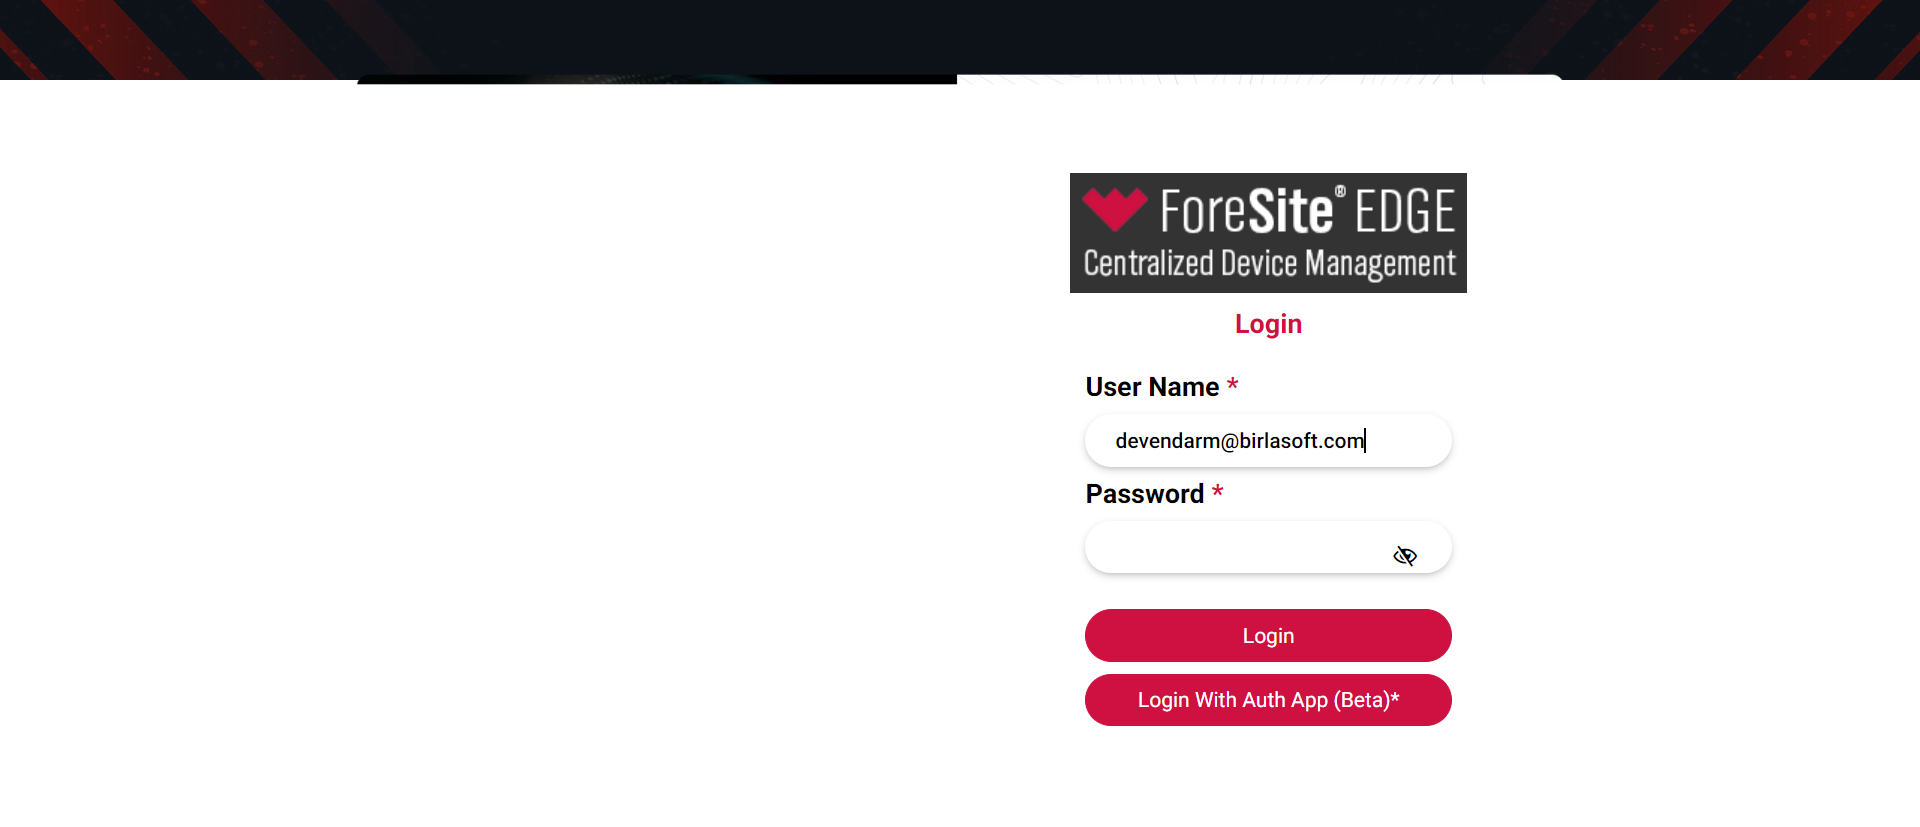 ForeSite® EDGE
Centralized Device Management
Login
User Name *
devendarm@birlasoft.com
Password *
Login
Login With Auth App (Beta)*